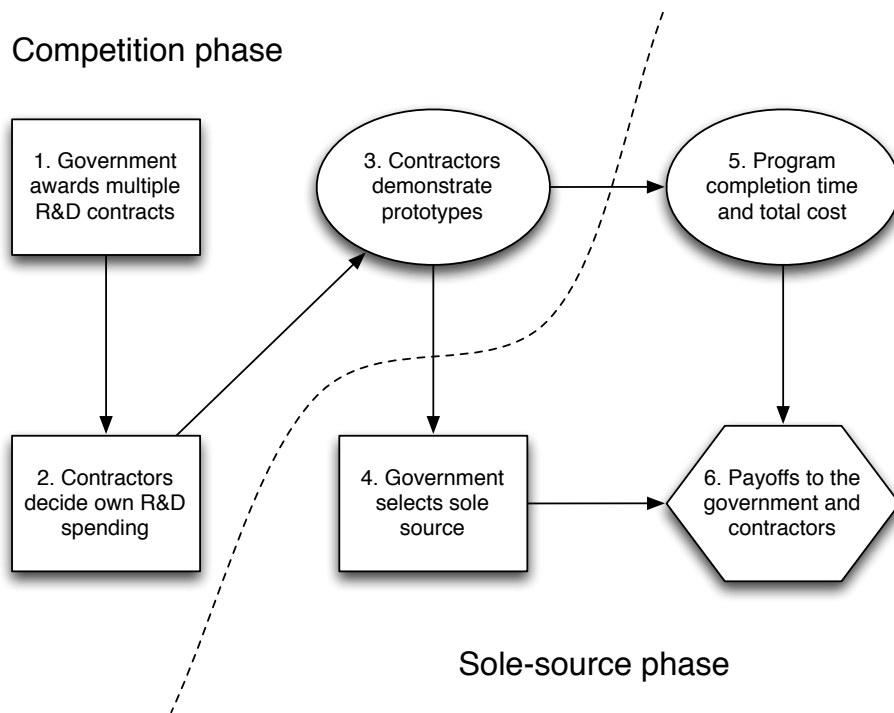 Competition phase
1. Government
awards multiple
R&D contracts
2. Contractors
decide own R&D
spending
3. Contractors
demonstrate
prototypes
4. Government
selects sole
source
5. Program
completion time
and total cost
6. Payoffs to the
government and
contractors
Sole-source phase